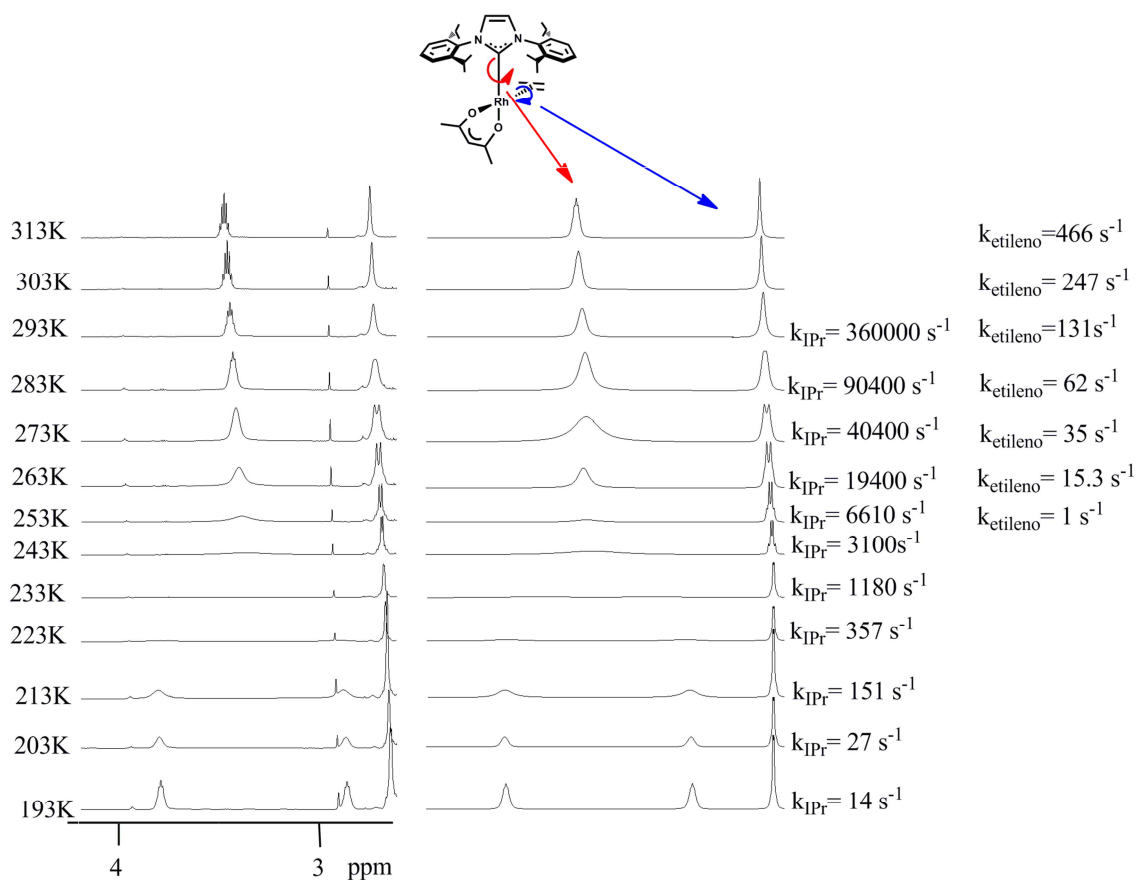 N N
Rh
O
O
313K k_etileno=466 s^-1
303K k_etileno= 247 s^-1
293K k_IPr= 360000 s^-1 k_etileno=131s^-1
283K k_IPr= 90400 s^-1 k_etileno= 62 s^-1
273K k_IPr= 40400 s^-1 k_etileno= 35 s^-1
263K k_IPr= 19400 s^-1 k_etileno= 15.3 s^-1
253K k_IPr= 6610 s^-1 k_etileno= 1 s^-1
243K k_IPr= 3100s^-1
233K k_IPr= 1180 s^-1
223K k_IPr= 357 s^-1
213K k_IPr= 151 s^-1
203K k_IPr= 27 s^-1
193K k_IPr= 14 s^-1
4 3 ppm